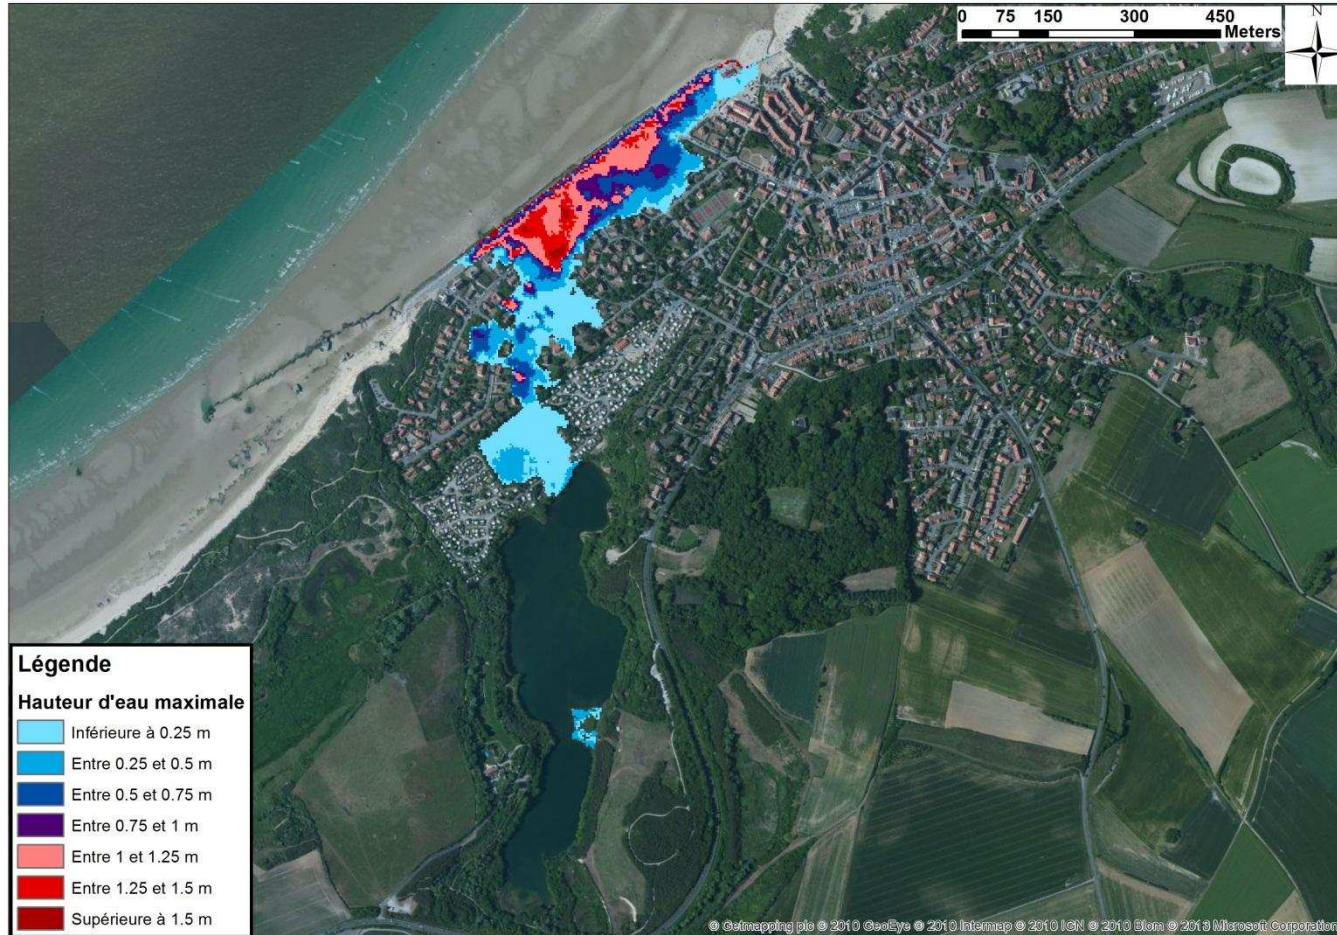 0 75 150 300 450
Meters
N
Légende
Hauteur d'eau maximale
Inférieure à 0.25 m
Entre 0.25 et 0.5 m
Entre 0.5 et 0.75 m
Entre 0.75 et 1 m
Entre 1 et 1.25 m
Entre 1.25 et 1.5 m
Supérieure à 1.5 m
© Getmapping plc © 2010 GeoEye © 2010 Intermap © 2010 IGN © 2010 Blom © 2013 Microsoft Corporation